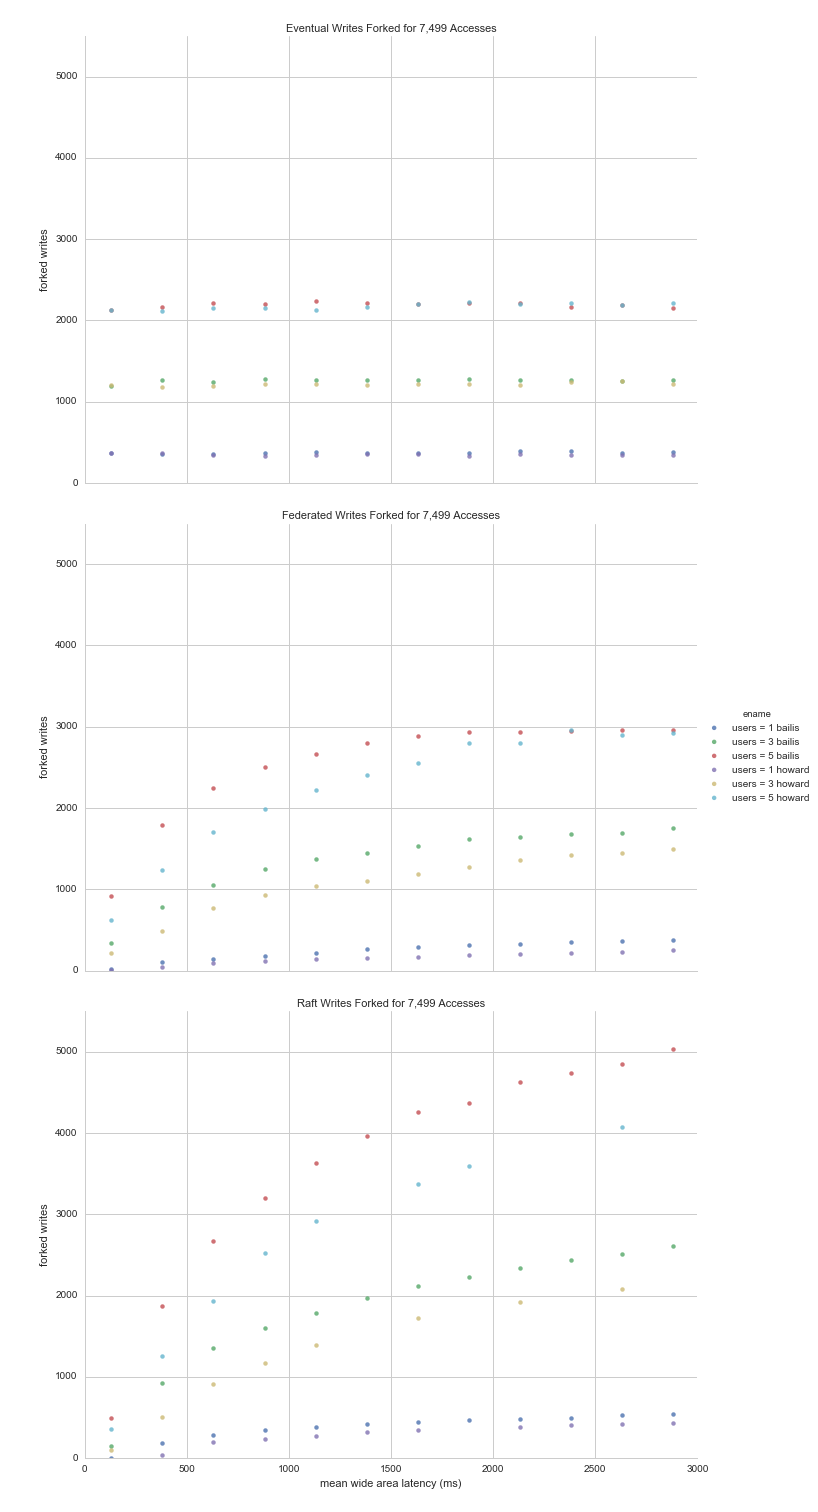 Eventual Writes Forked for 7,499 Accesses
5000
4000
3000
2000
1000
0
forked writes
Federated Writes Forked for 7,499 Accesses
5000
4000
3000
2000
1000
0
forked writes
ename
users = 1 bailis
users = 3 bailis
users = 5 bailis
users = 1 howard
users = 3 howard
users = 5 howard
Raft Writes Forked for 7,499 Accesses
5000
4000
3000
2000
1000
0
forked writes
0 500 1000 1500 2000 2500 3000
mean wide area latency (ms)